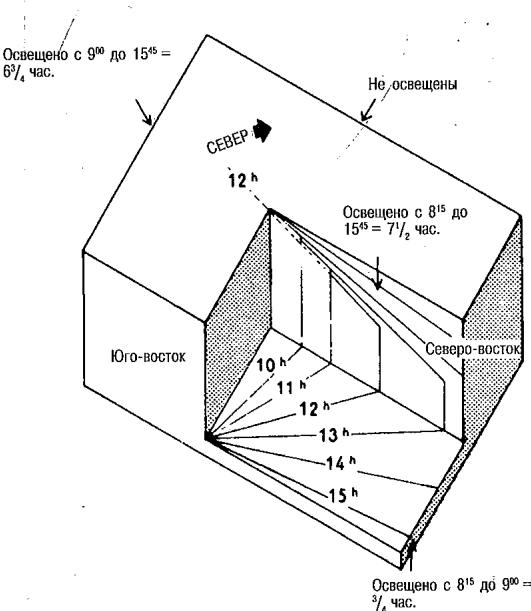 Освещено с 9⁰⁰ до 15⁴⁵ =
6³/₄ час.
Не освещены
СЕВЕР
12 h
Освещено с 8¹⁵ до
15⁴⁵ = 7¹/₂ час.
Юго-восток
Северо-восток
10 h
11 h
12 h
13 h
14 h
15 h
Освещено с 8¹⁵ до 9⁰⁰ =
³/₄ час.